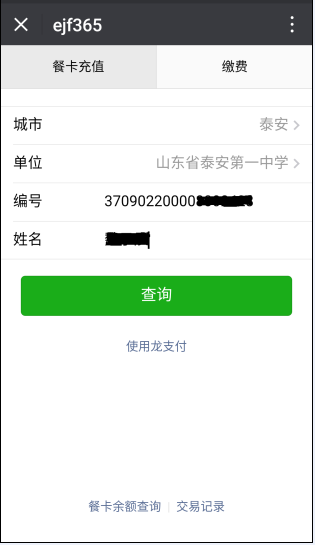 ejf365
餐卡充值 缴费
城市 泰安
单位 山东省泰安第一中学
编号 37090220000
姓名
查询
使用龙支付
餐卡余额查询 交易记录